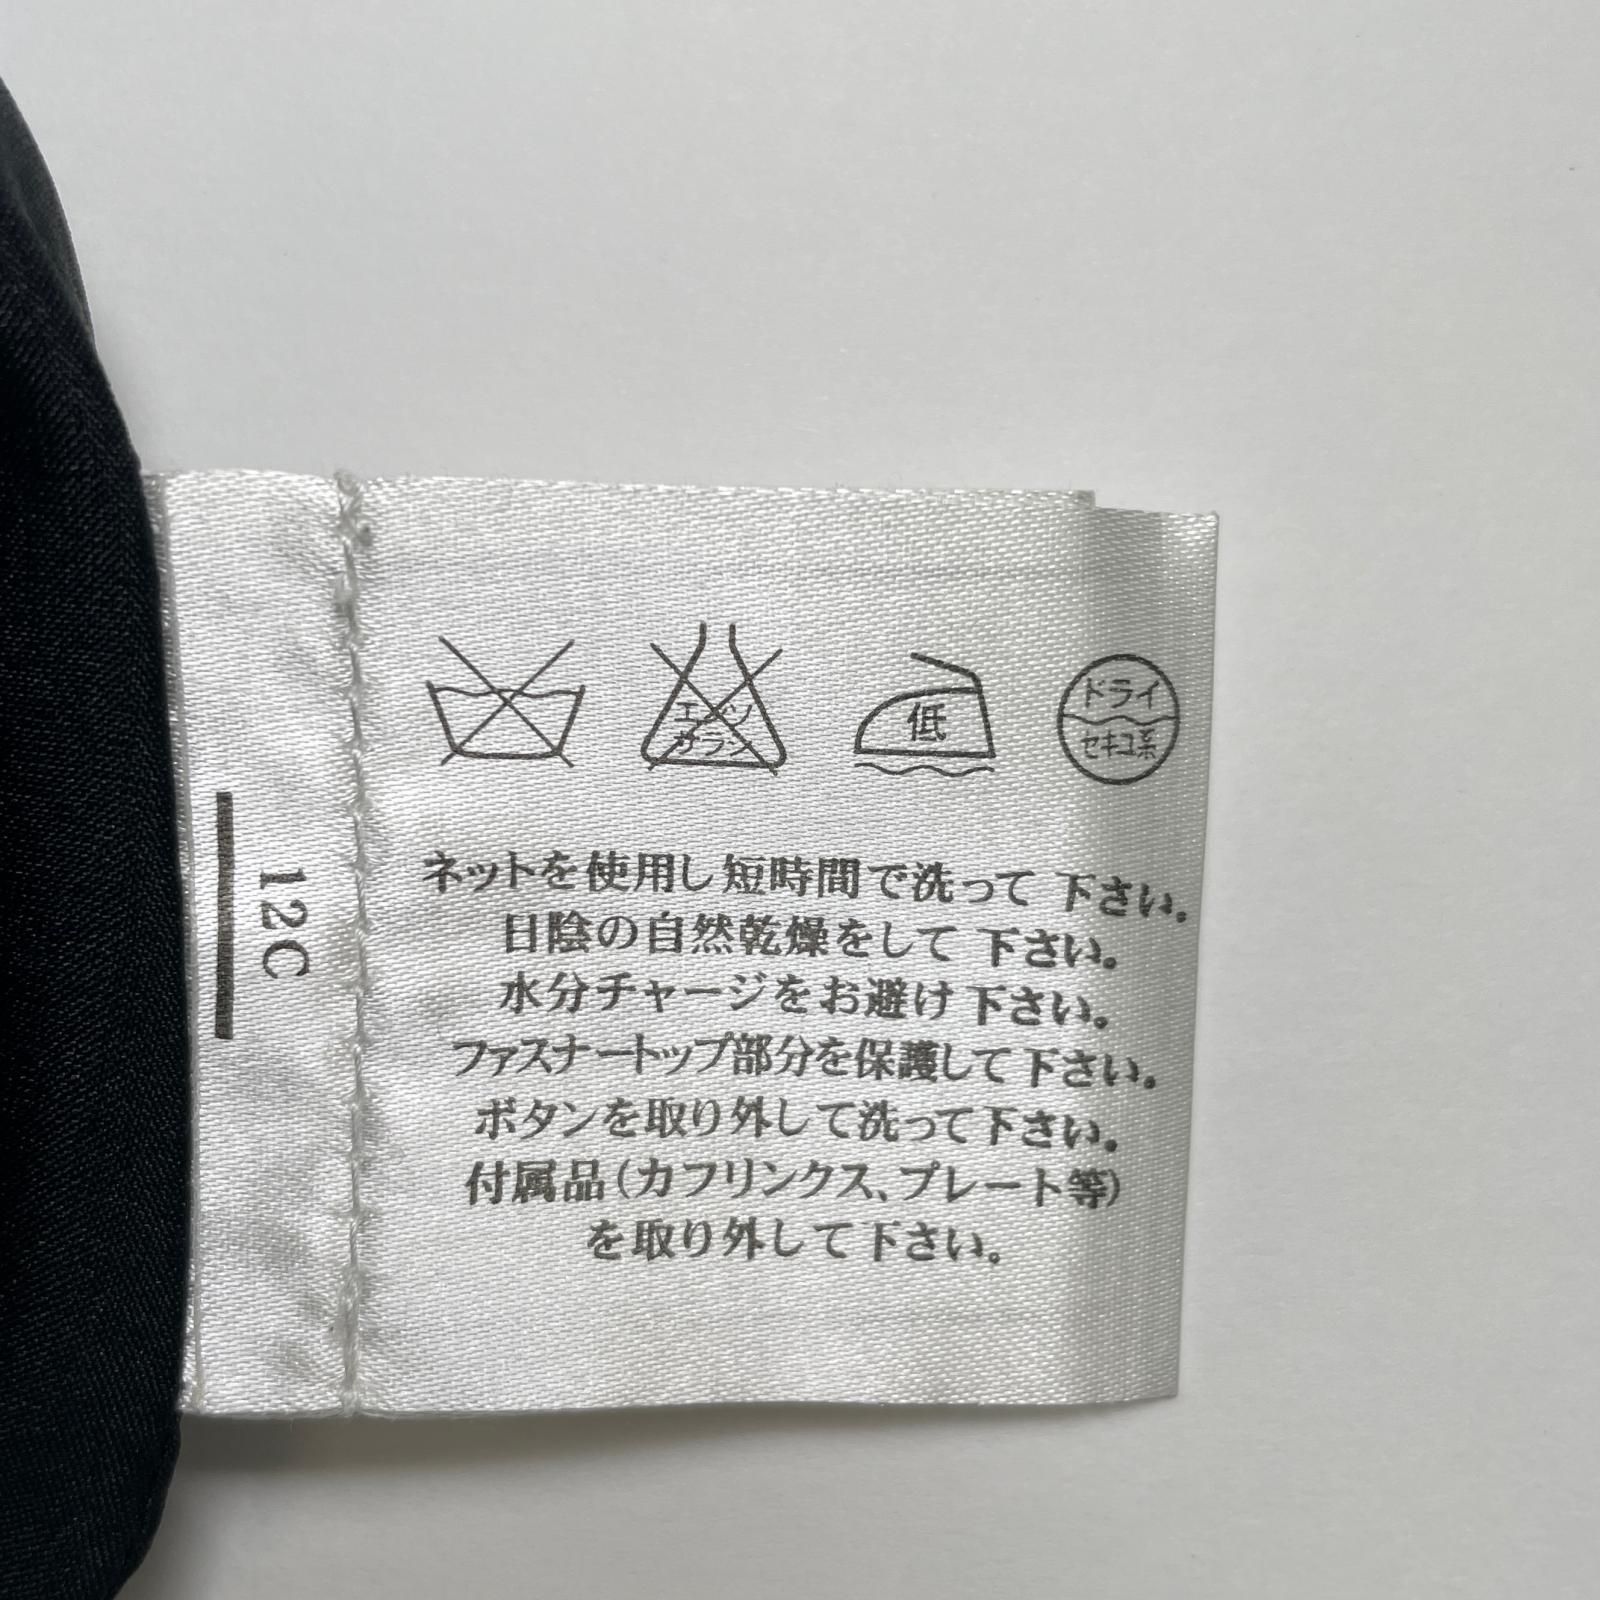 エンソ
サラシ
低
ドライ
セキユ系
12C
ネットを使用し短時間で洗って下さい。
日陰の自然乾燥をして下さい。
水分チャージをお避け下さい。
ファスナートップ部分を保護して下さい。
ボタンを取り外して洗って下さい。
付属品(カフリンクス、プレート等)
を取り外して下さい。